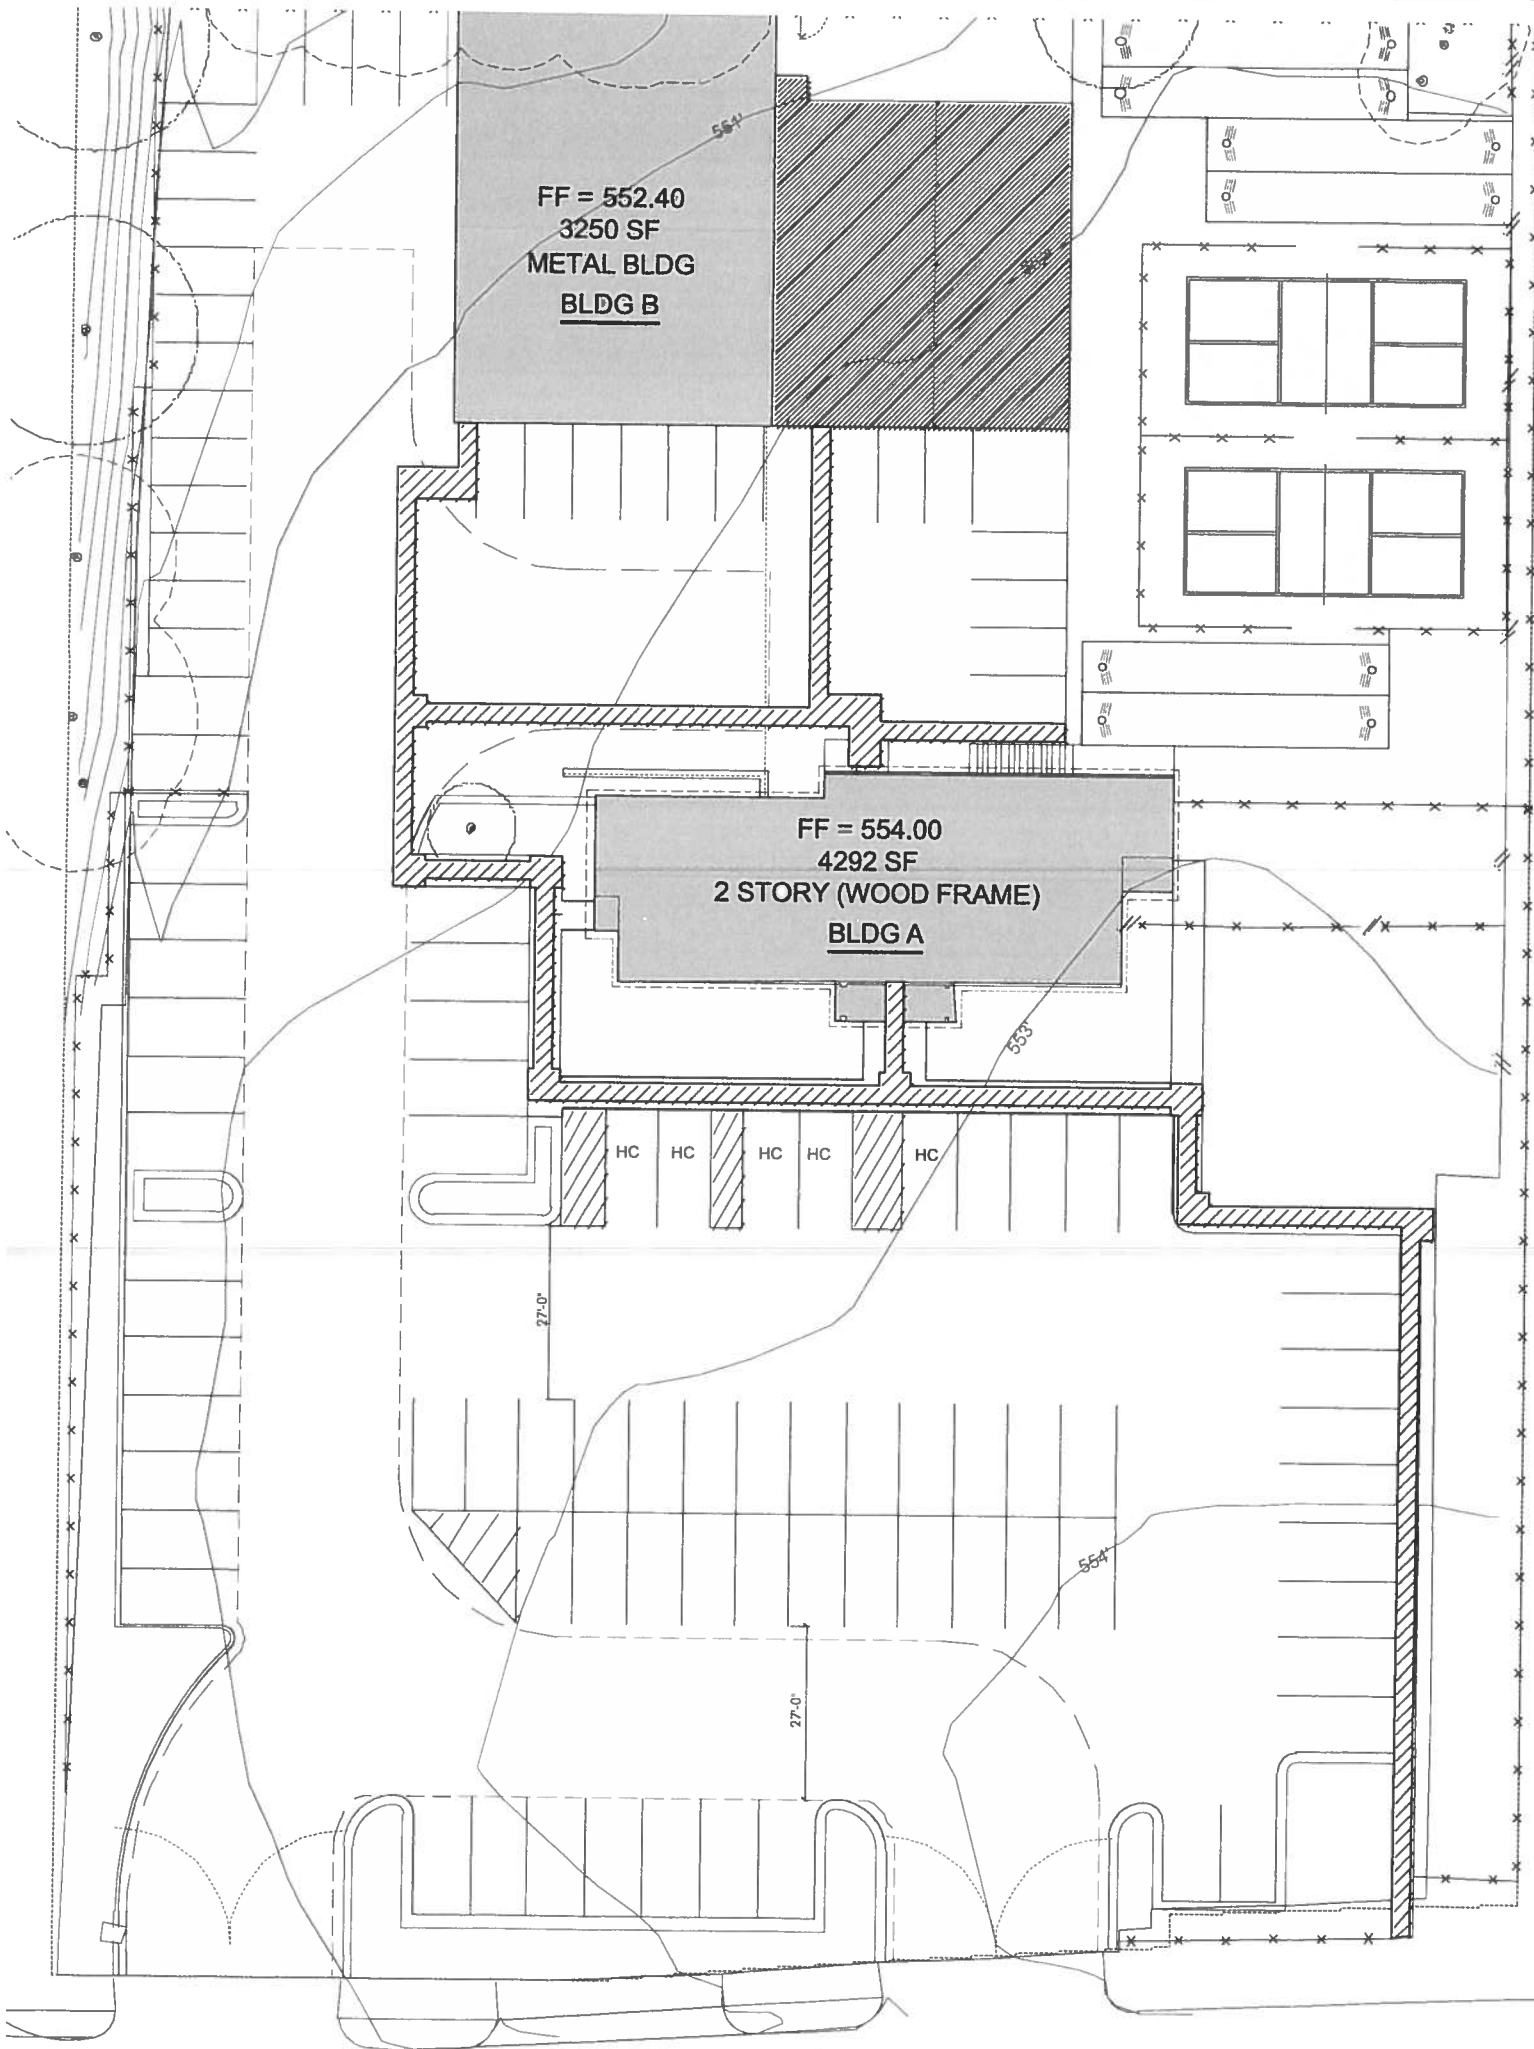 551'
FF = 552.40
3250 SF
METAL BLDG
BLDG B
FF = 554.00
4292 SF
2 STORY (WOOD FRAME)
BLDG A
553'
HC
HC
HC
HC
HC
27'-0"
554'
27'-0"